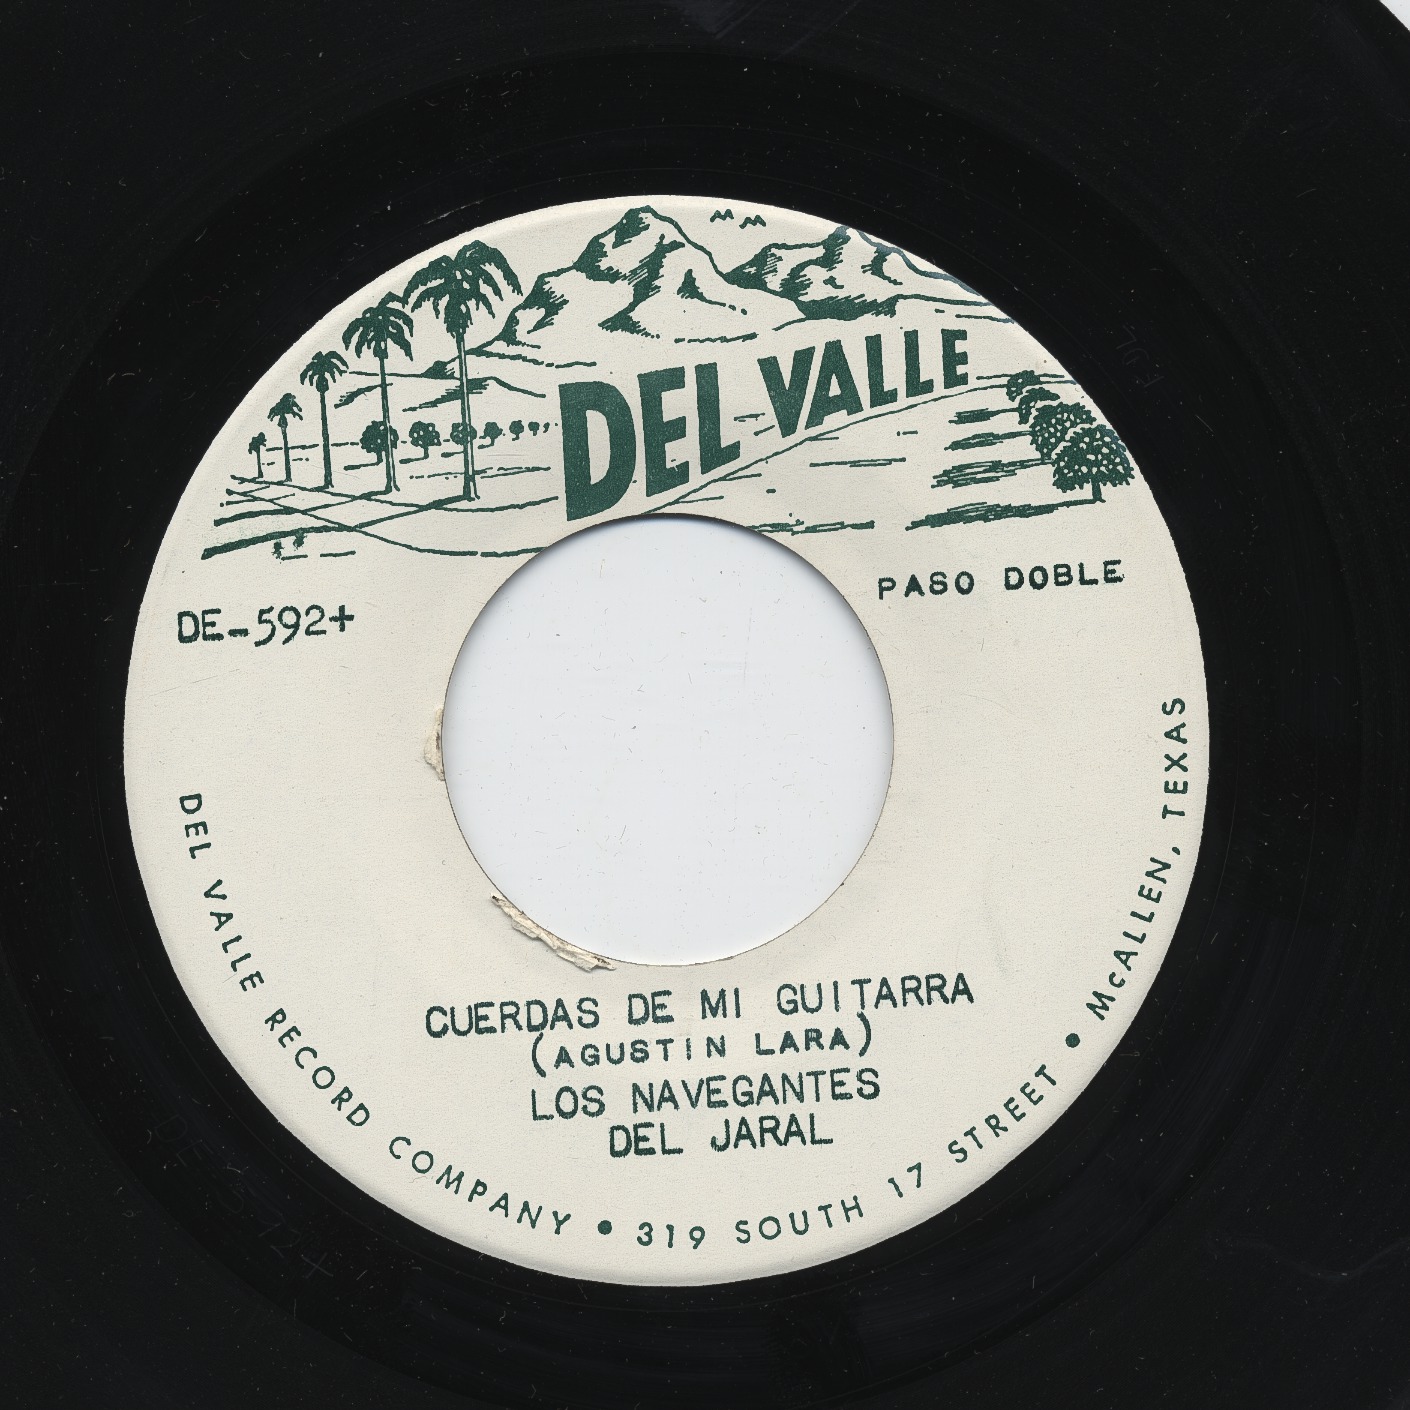 DEL VALLE
PASO DOBLE
DE-592+
CUERDAS DE MI GUITARRA
(AGUSTIN LARA)
LOS NAVEGANTES
DEL JARAL
DEL VALLE RECORD COMPANY • 319 SOUTH 17 STREET • McALLEN, TEXAS